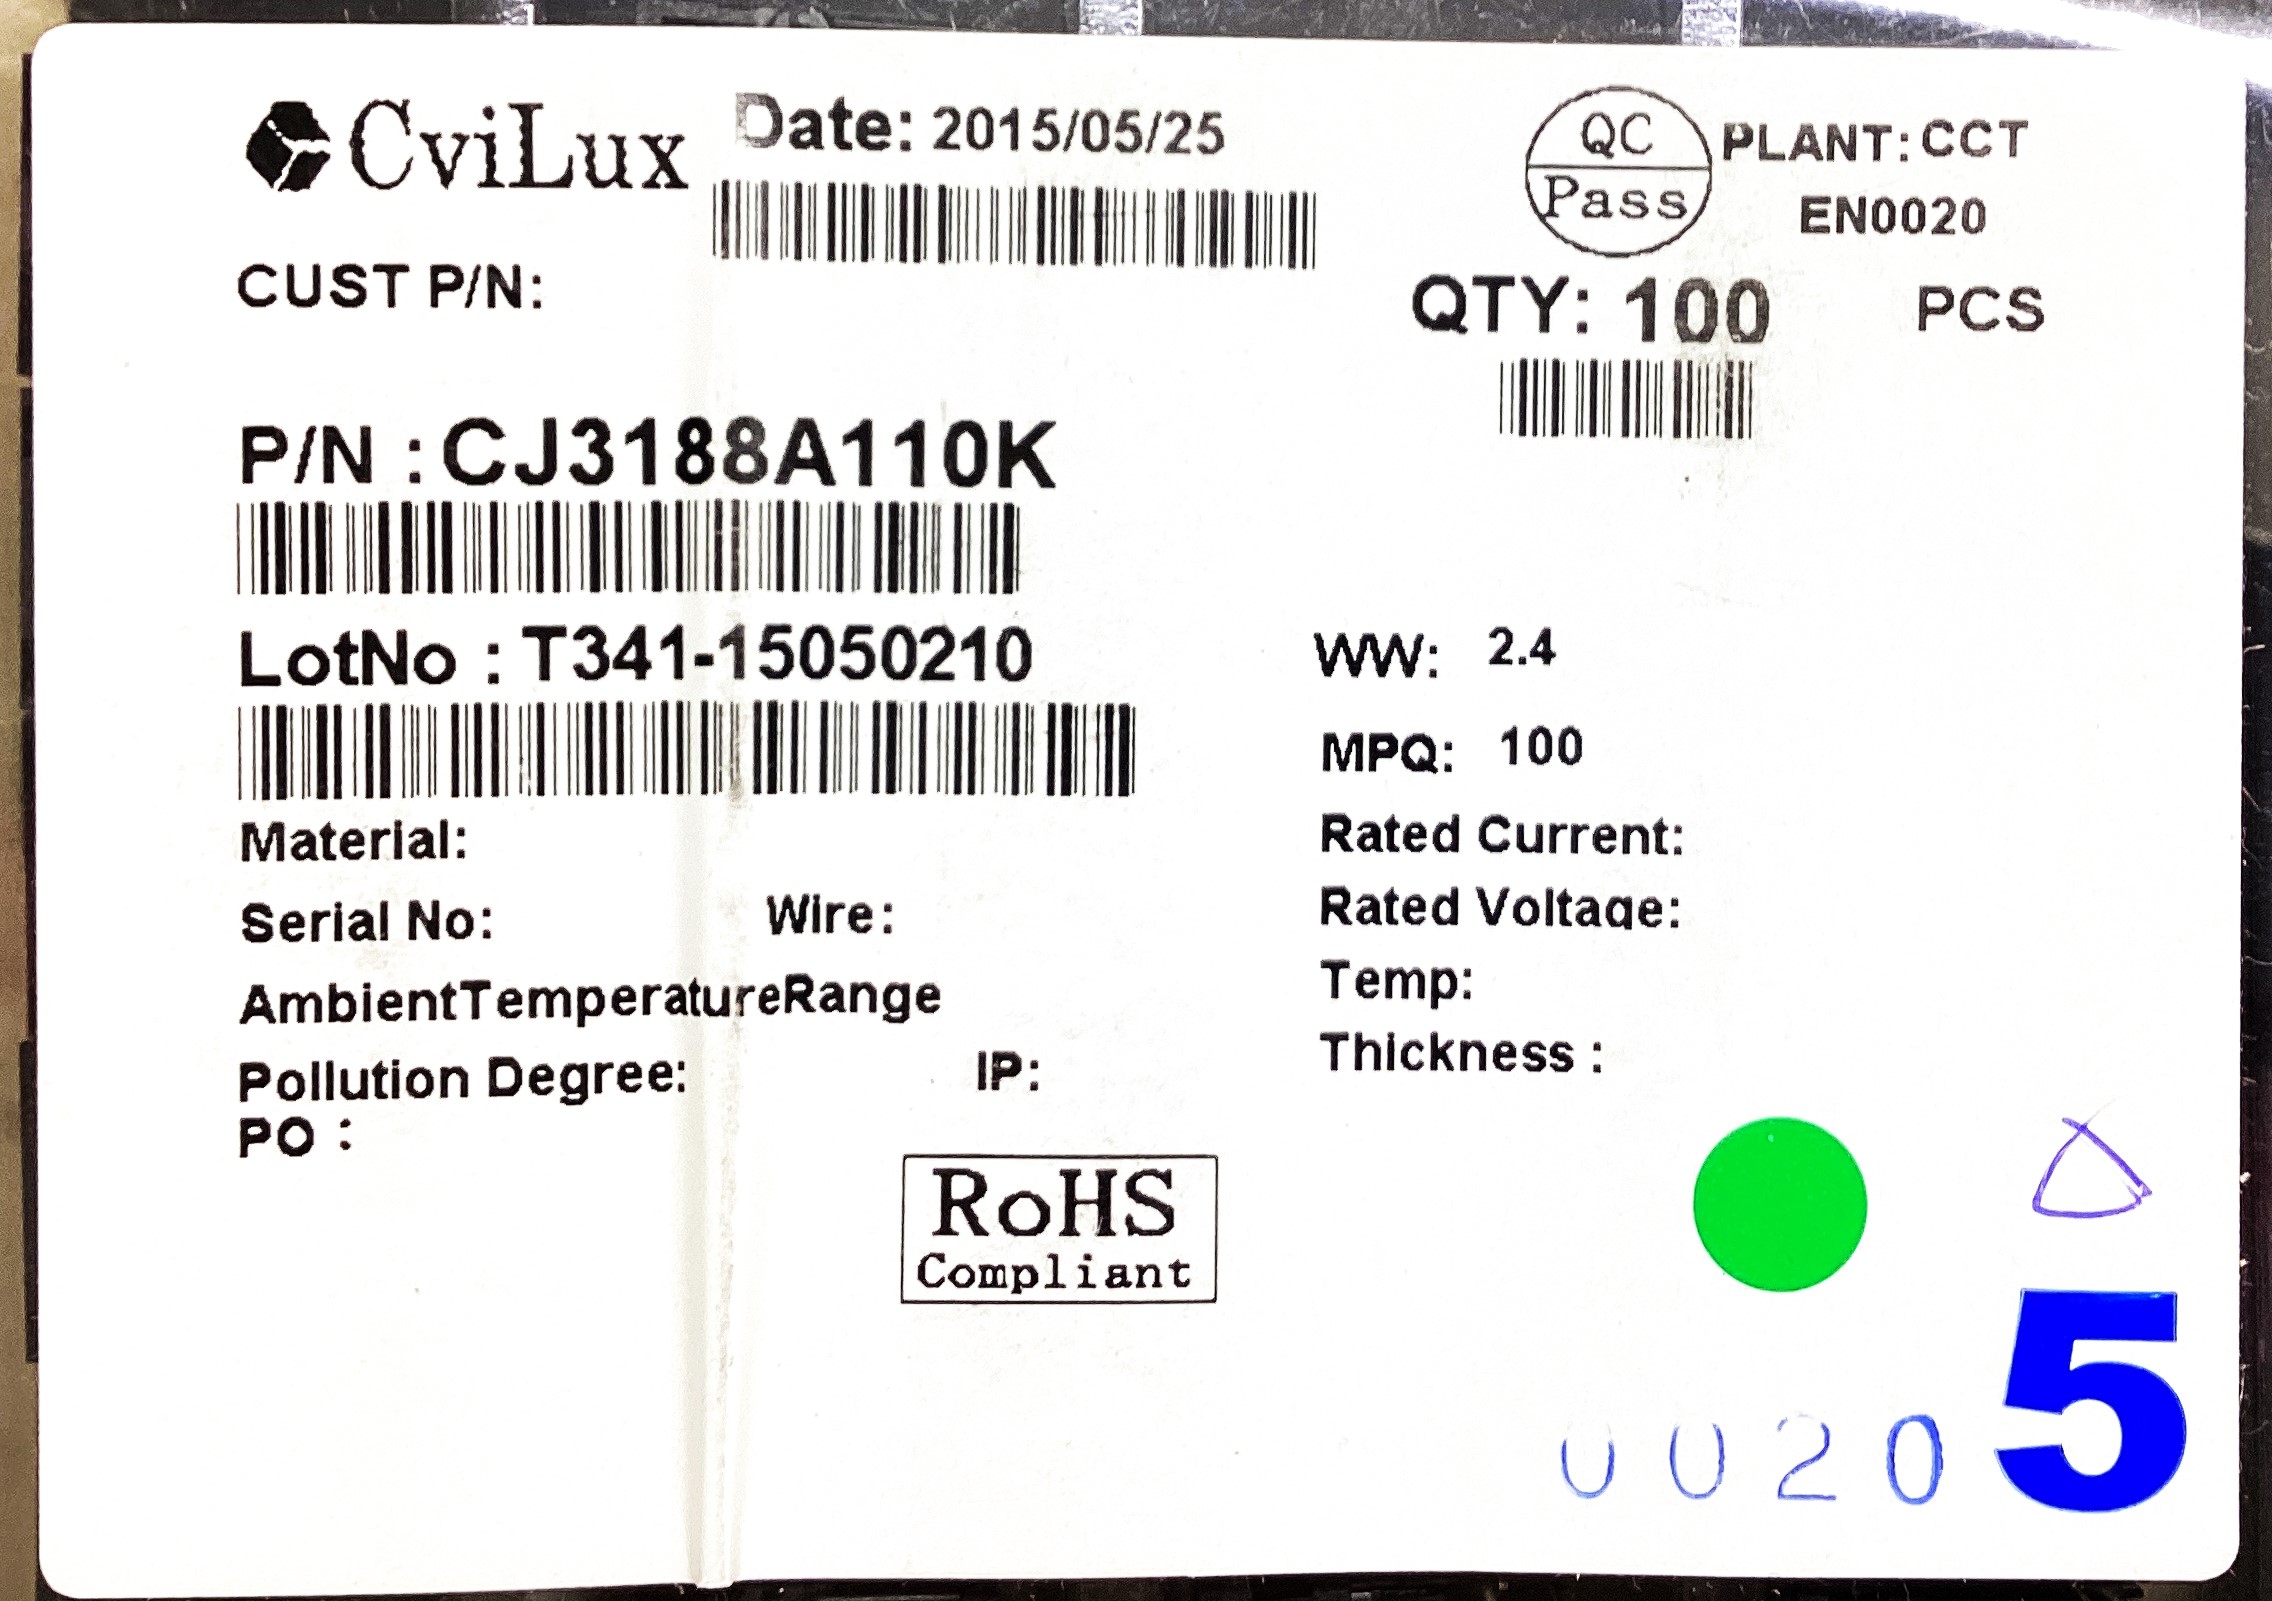 CviLux
Date: 2015/05/25
QC
Pass
PLANT: CCT
EN0020
CUST P/N:
QTY: 100 PCS
P/N : CJ3188A110K
LotNo : T341-15050210
WW: 2.4
MPQ: 100
Material:
Rated Current:
Serial No: Wire:
Rated Voltage:
AmbientTemperatureRange
Temp:
Pollution Degree: IP:
Thickness :
PO :
RoHS
Compliant
5
0020